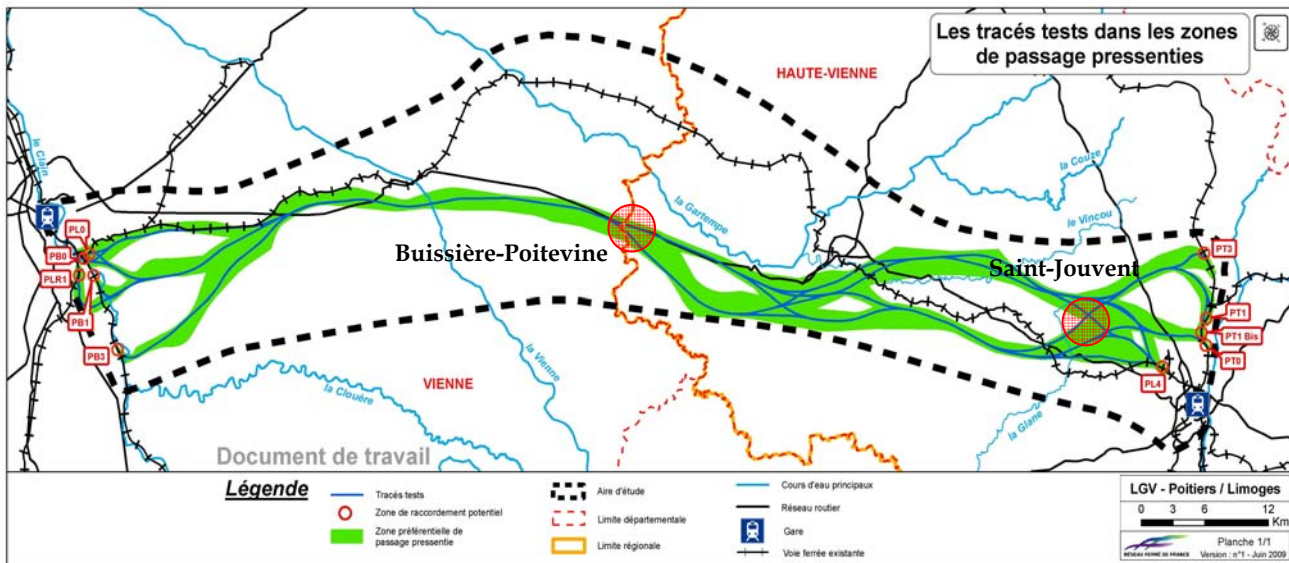 Les tracés tests dans les zones
de passage pressenties
HAUTE-VIENNE
le Clain
la Couze
la Gartempe
le Vincou
PL0
PB0
PLR1
PB1
PB3
Buissière-Poitevine
Saint-Jouvent
PT3
PT1
PT1 Bis
PT0
PL4
la Vienne
VIENNE
la Clouère
la Glane
Document de travail
Légende
Tracés tests
Zone de raccordement potentiel
Zone préférentielle de
passage pressentie
Aire d'étude
Limite départementale
Limite régionale
Cours d'eau principaux
Réseau routier
Gare
Voie ferrée existante
LGV - Poitiers / Limoges
0 3 6 12
Km
RÉSEAU FERRÉ DE FRANCE
Planche 1/1
Version : n°1 - Juin 2009